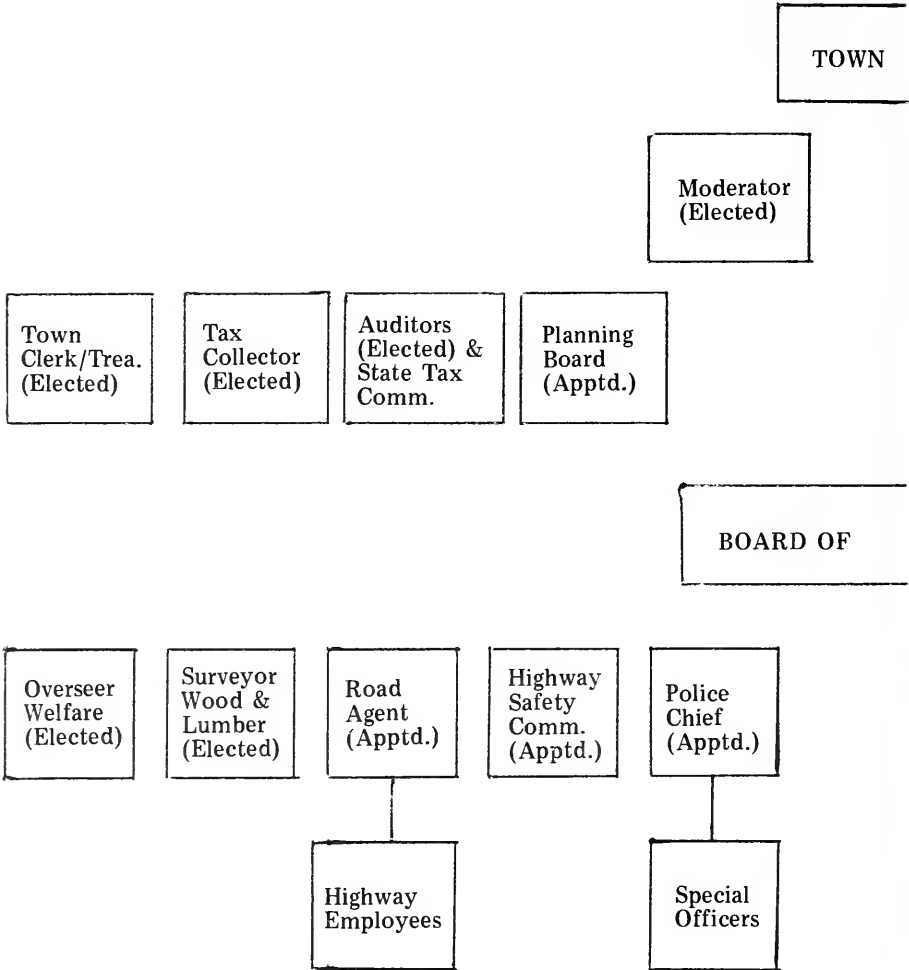 TOWN
Moderator
(Elected)
Town
Clerk/Trea.
(Elected)
Tax
Collector
(Elected)
Auditors
(Elected) &
State Tax
Comm.
Planning
Board
(Apptd.)
BOARD OF
Overseer
Welfare
(Elected)
Surveyor
Wood &
Lumber
(Elected)
Road
Agent
(Apptd.)
Highway
Safety
Comm.
(Apptd.)
Police
Chief
(Apptd.)
Highway
Employees
Special
Officers